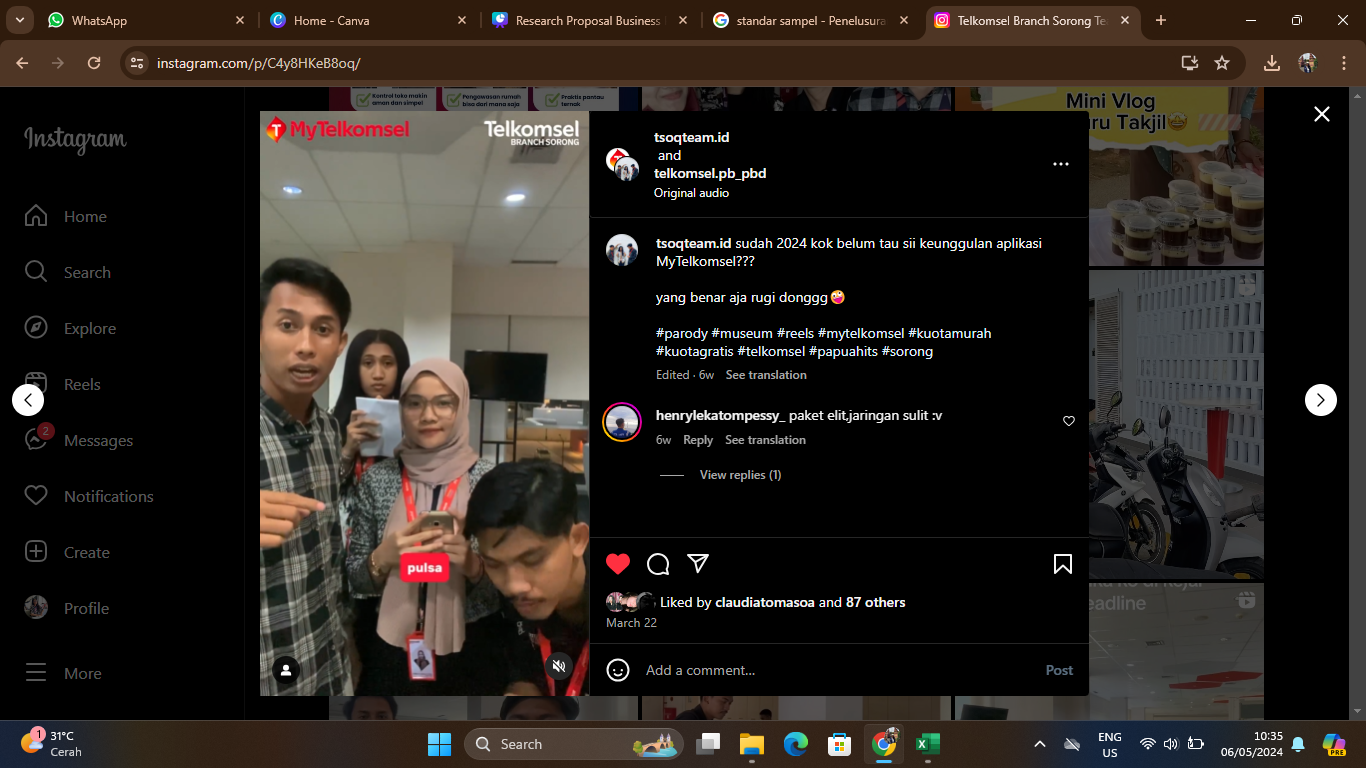 WhatsApp
Home - Canva
Research Proposal Business
standar sampel - Penelusura
Telkomsel Branch Sorong Te
instagram.com/p/C4y8HKeB8oq/
Instagram
Home
Search
Explore
Reels
2
Messages
Notifications
Create
Profile
More
Kontrol toko makin
aman dan simpel
Pengawasan rumah
bisa dari mana saja
Praktis pantau
ternak
Mini Vlog
ru Takjil🤩
eadline
MyTelkomsel
Telkomsel
BRANCH SORONG
pulsa
tsoqteam.id
and
telkomsel.pb_pbd
Original audio
tsoqteam.id sudah 2024 kok belum tau sii keunggulan aplikasi
MyTelkomsel???
yang benar aja rugi donggg🤪
#parody #museum #reels #mytelkomsel #kuotamurah
#kuotagratis #telkomsel #papuahits #sorong
Edited · 6w See translation
henrylekatompessy_ paket elit,jaringan sulit :v
6w Reply See translation
View replies (1)
Liked by claudiatomasoa and 87 others
March 22
Add a comment...
Post
1
31°C
Cerah
Search
ENG
US
10:35
06/05/2024
PRE